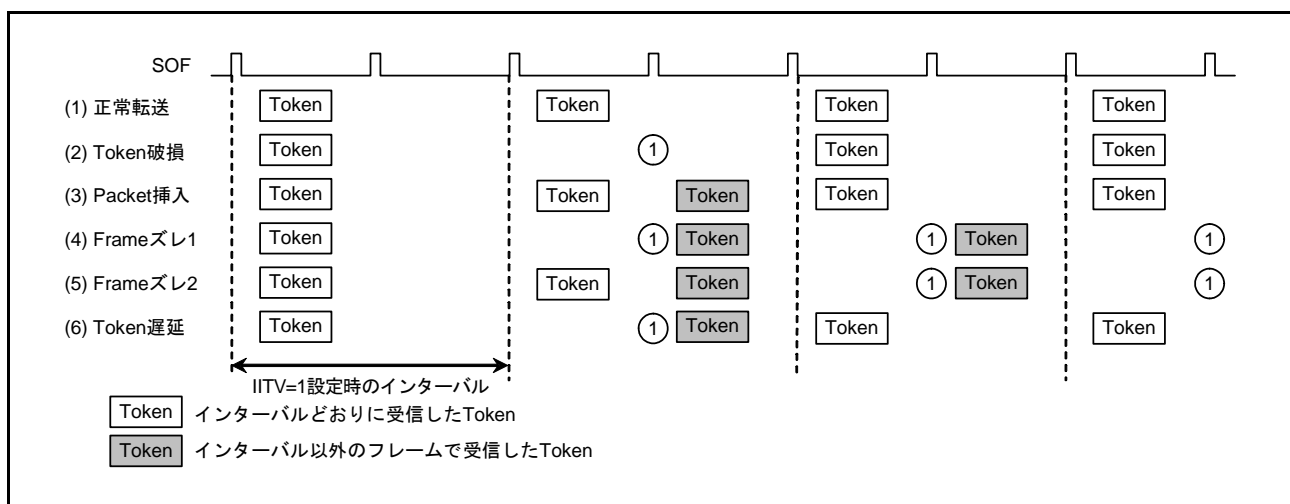 SOF
(1) 正常転送 Token Token Token Token
(2) Token破損 Token 1 Token Token
(3) Packet挿入 Token Token Token Token Token
(4) Frameズレ1 Token 1 Token 1 Token 1
(5) Frameズレ2 Token Token Token 1 Token 1
(6) Token遅延 Token 1 Token Token Token
IITV=1設定時のインターバル
Token インターバルどおりに受信したToken
Token インターバル以外のフレームで受信したToken